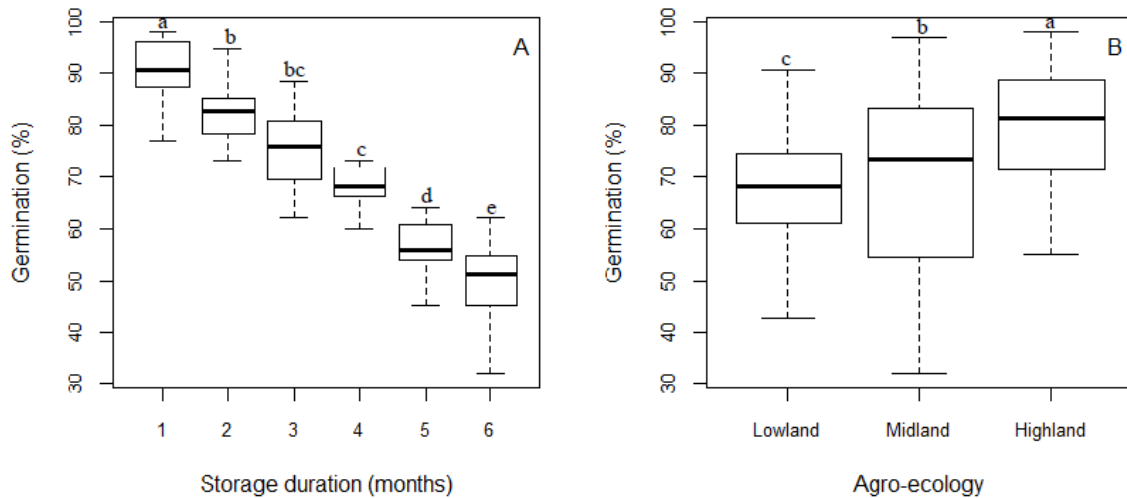 A
Germination (%)
100
90
80
70
60
50
40
30
a
b
bc
c
d
e
1 2 3 4 5 6
Storage duration (months)
B
Germination (%)
100
90
80
70
60
50
40
30
c
b
a
Lowland Midland Highland
Agro-ecology